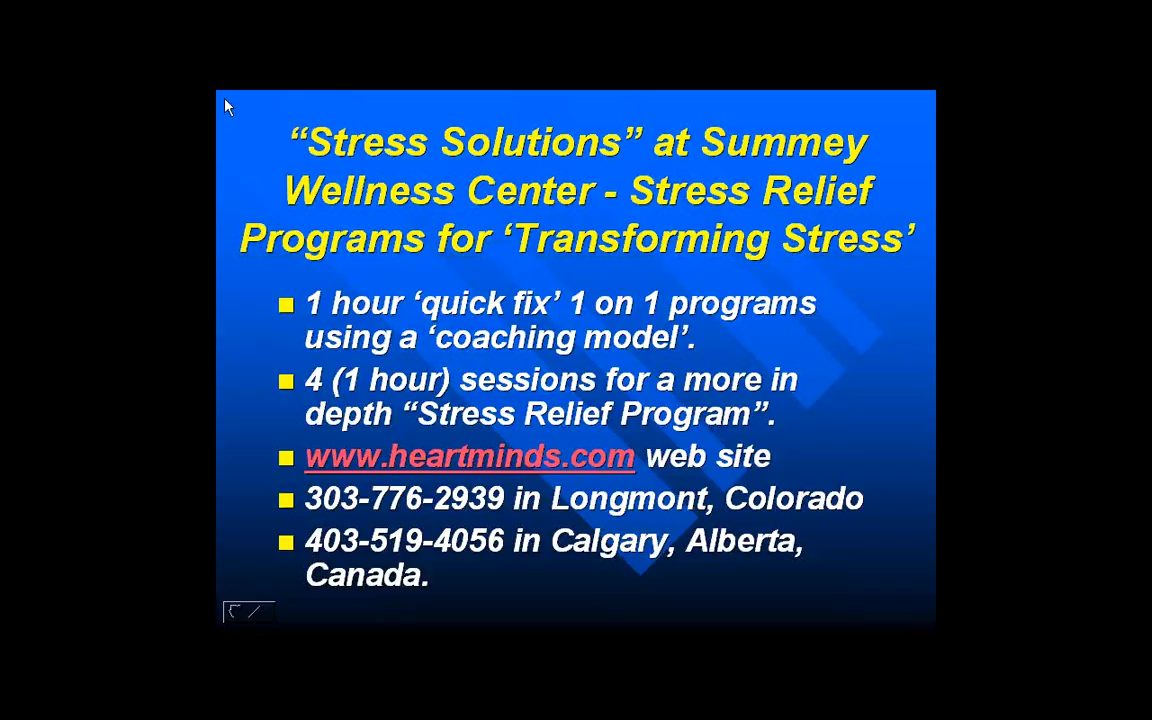 “Stress Solutions” at Summey
Wellness Center - Stress Relief
Programs for ‘Transforming Stress’
1 hour ‘quick fix’ 1 on 1 programs
using a ‘coaching model’.
4 (1 hour) sessions for a more in
depth “Stress Relief Program”.
www.heartminds.com web site
303-776-2939 in Longmont, Colorado
403-519-4056 in Calgary, Alberta,
Canada.